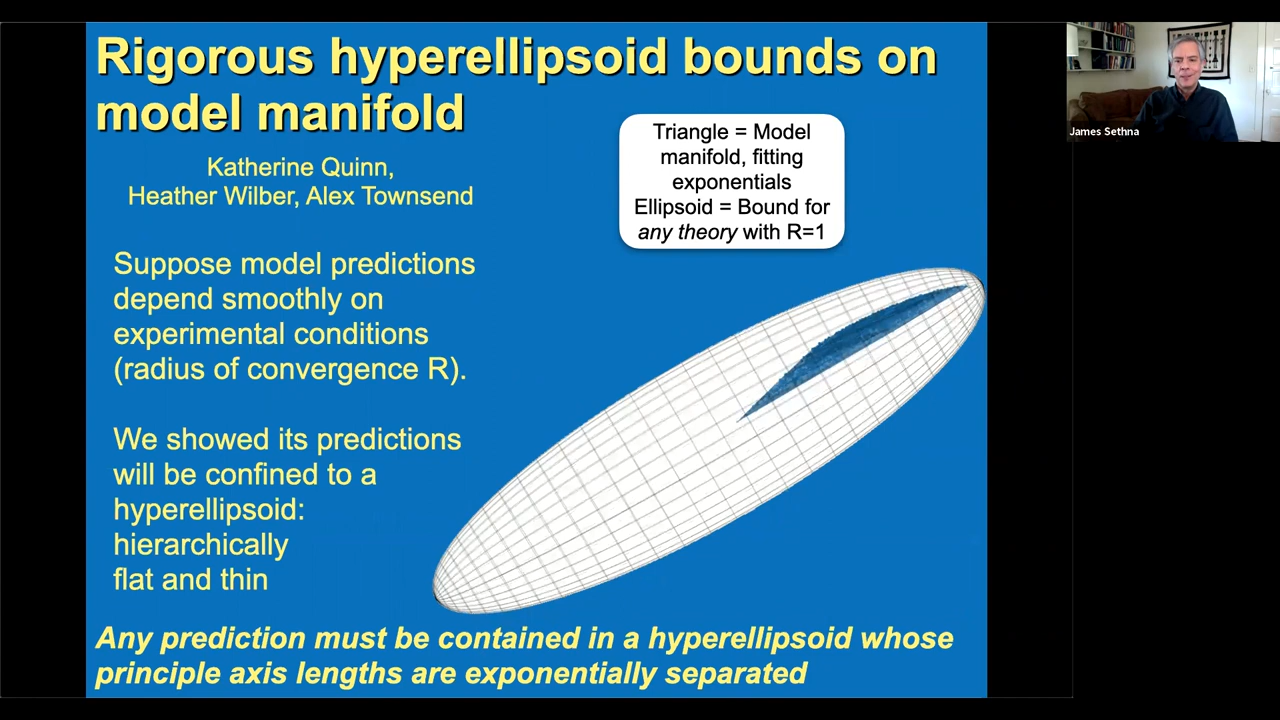 Rigorous hyperellipsoid bounds on
model manifold
Katherine Quinn,
Heather Wilber, Alex Townsend
Triangle = Model
manifold, fitting
exponentials
Ellipsoid = Bound for
any theory with R=1
Suppose model predictions
depend smoothly on
experimental conditions
(radius of convergence R).
We showed its predictions
will be confined to a
hyperellipsoid:
hierarchically
flat and thin
Any prediction must be contained in a hyperellipsoid whose
principle axis lengths are exponentially separated
James Sethna